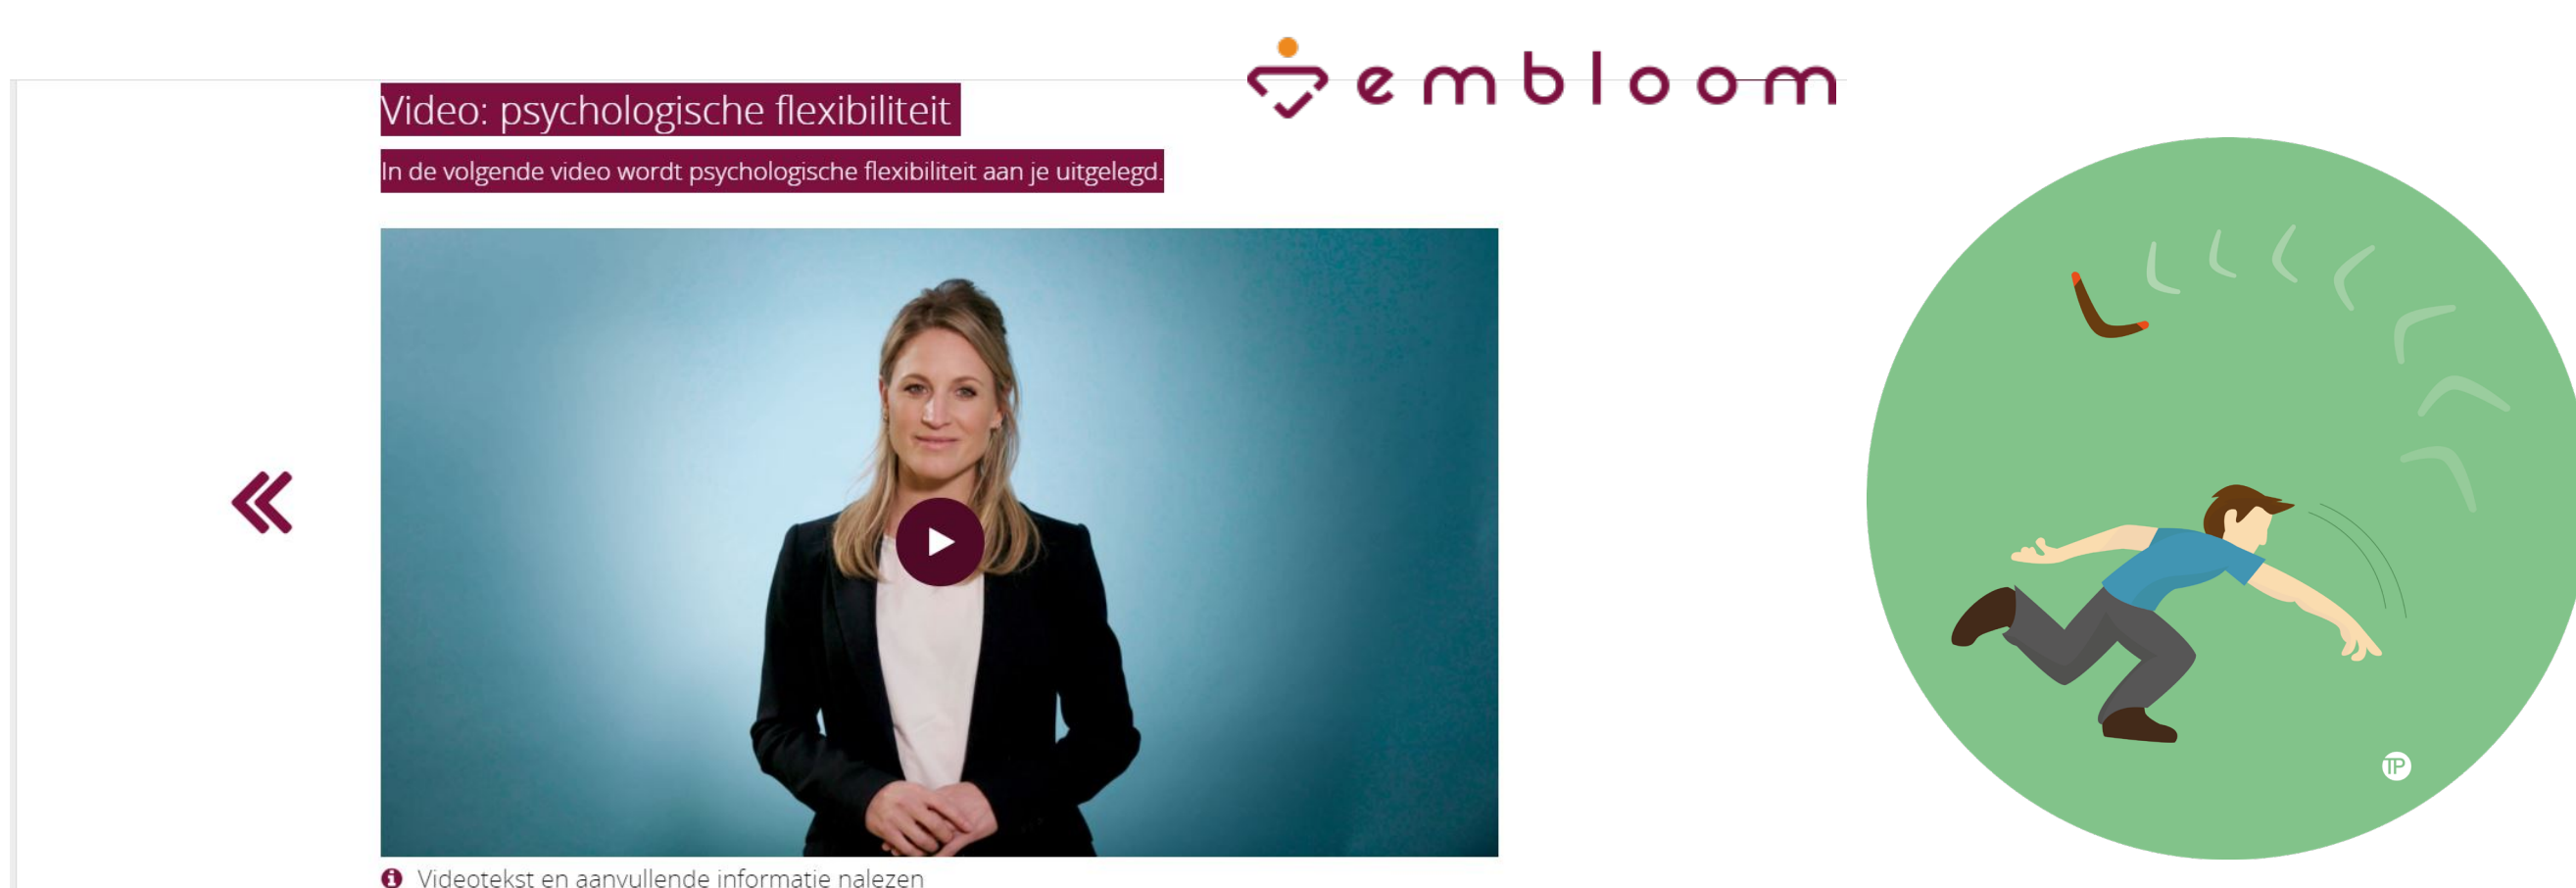 embloom
Video: psychologische flexibiliteit
In de volgende video wordt psychologische flexibiliteit aan je uitgelegd.
TP
Videotekst en aanvullende informatie nalezen